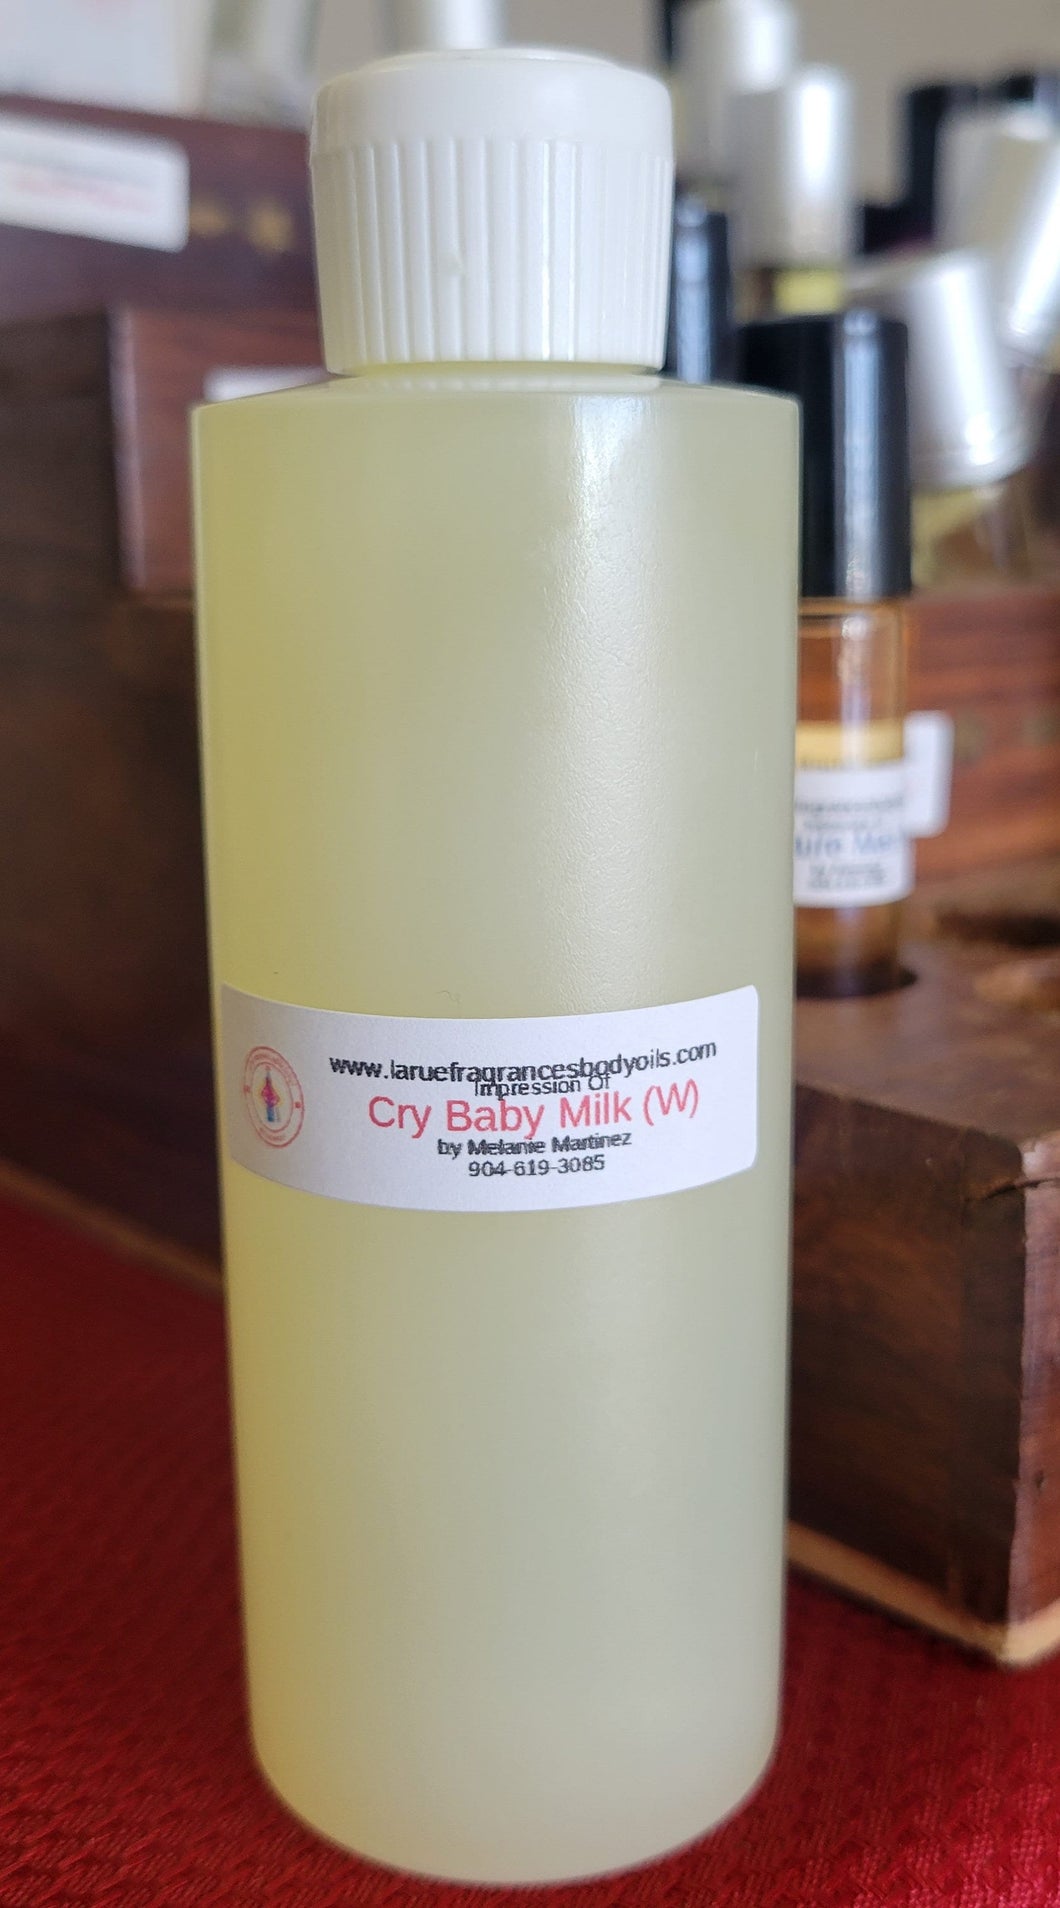 www.laruefragrancesbodyoils.com
Impression Of
Cry Baby Milk (W)
by Melanie Martinez
904-619-3085